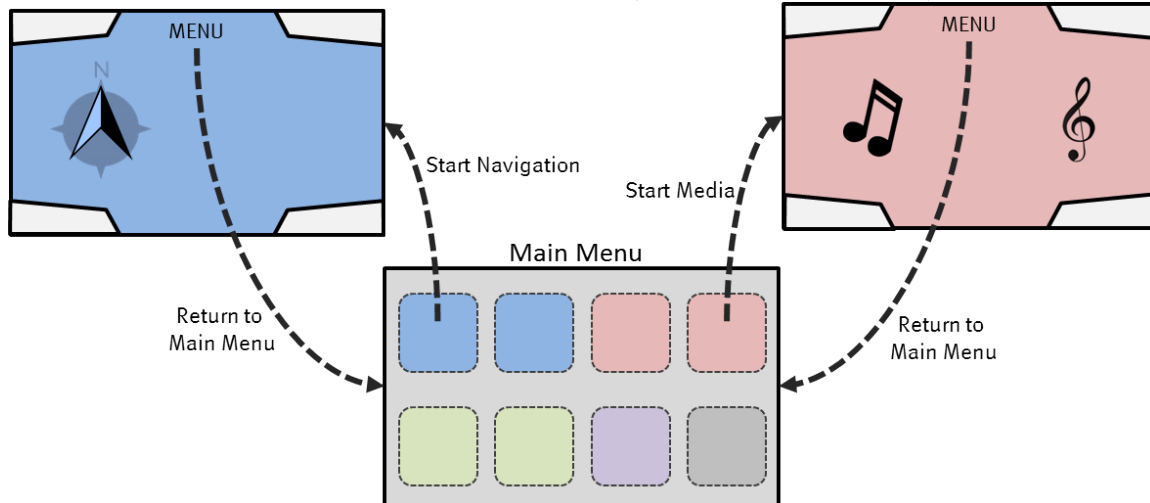 MENU
MENU
N
Start Navigation
Start Media
Main Menu
Return to
Main Menu
Return to
Main Menu